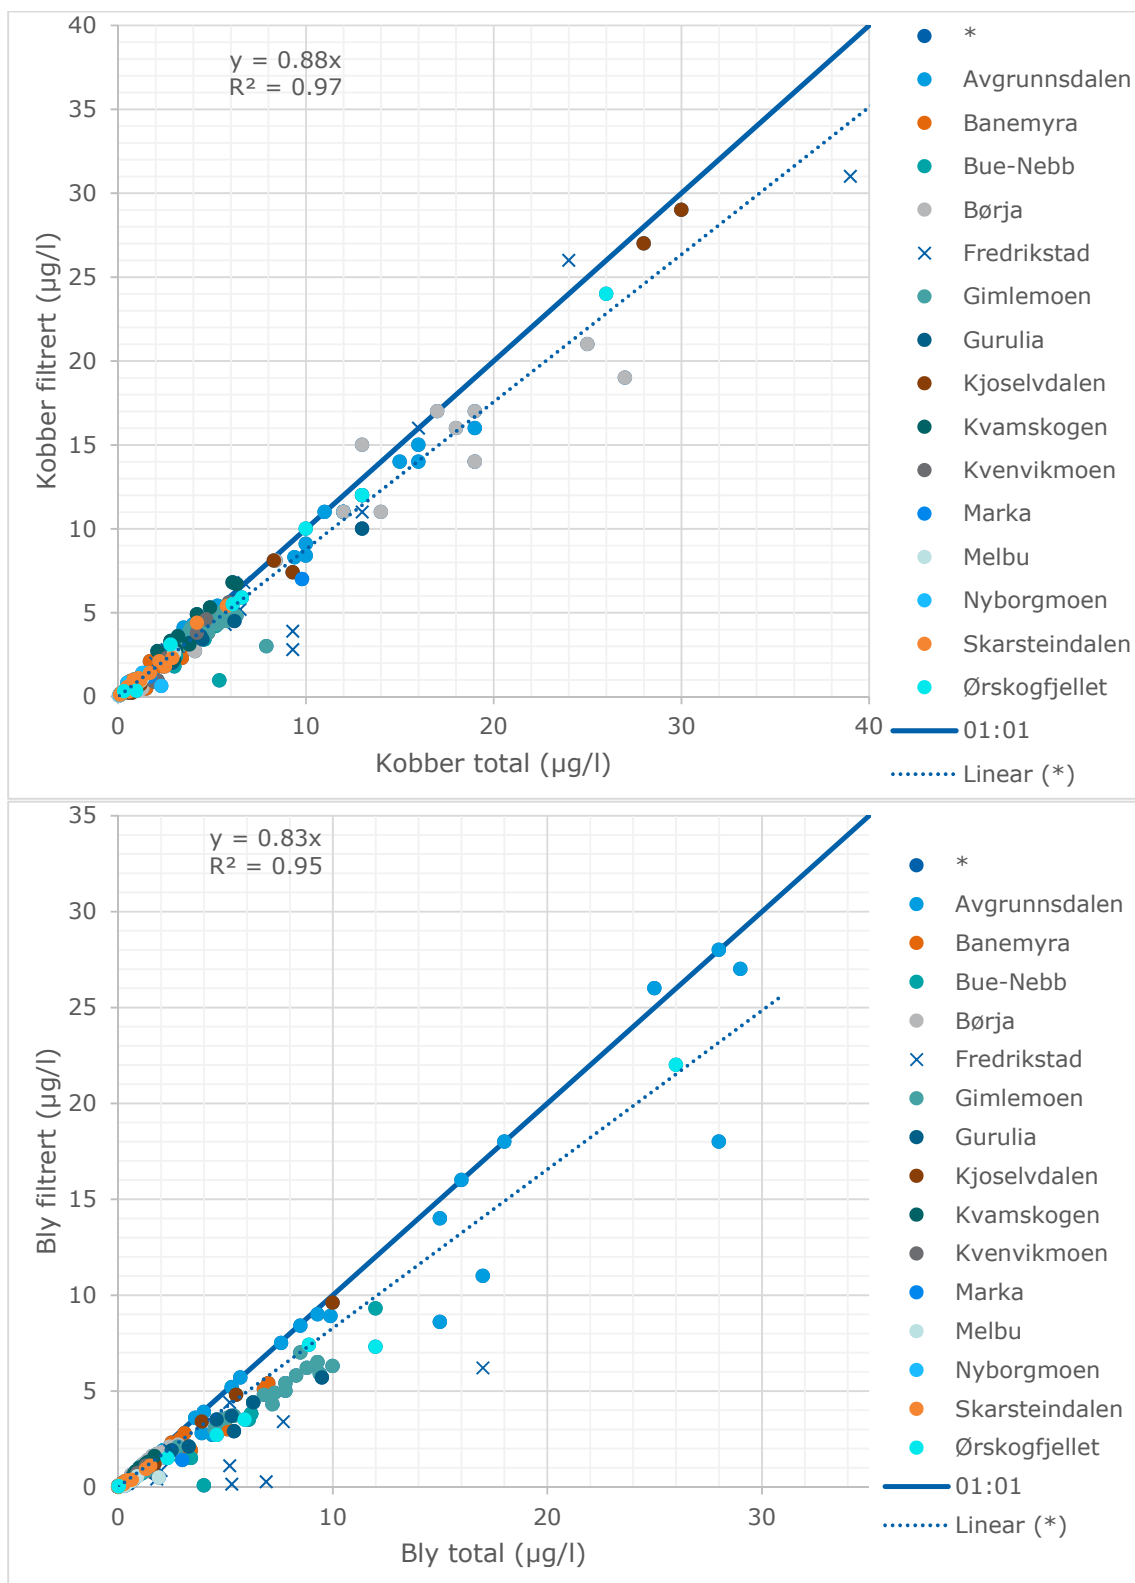 40
35
30
25
20
15
10
5
0
Kobber filtrert (µg/l)
y = 0.88x
R² = 0.97
0
10
20
30
40
Kobber total (µg/l)
*
Avgrunnsdalen
Banemyra
Bue-Nebb
Børja
Fredrikstad
Gimlemoen
Gurulia
Kjoselvdalen
Kvamskogen
Kvenvikmoen
Marka
Melbu
Nyborgmoen
Skarsteindalen
Ørskogfjellet
01:01
Linear (*)
35
30
25
20
15
10
5
0
Bly filtrert (µg/l)
y = 0.83x
R² = 0.95
0
10
20
30
Bly total (µg/l)
*
Avgrunnsdalen
Banemyra
Bue-Nebb
Børja
Fredrikstad
Gimlemoen
Gurulia
Kjoselvdalen
Kvamskogen
Kvenvikmoen
Marka
Melbu
Nyborgmoen
Skarsteindalen
Ørskogfjellet
01:01
Linear (*)